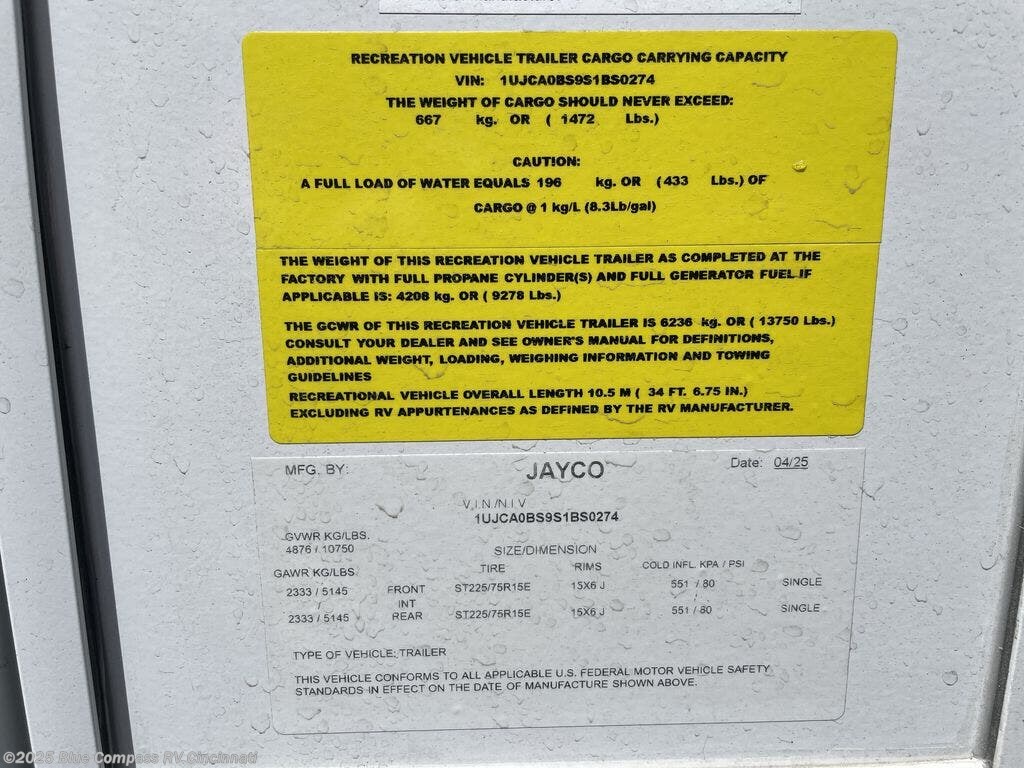 RECREATION VEHICLE TRAILER CARGO CARRYING CAPACITY
VIN: 1UJCA0BS9S1BS0274
THE WEIGHT OF CARGO SHOULD NEVER EXCEED:
667 kg. OR ( 1472 Lbs.)
CAUTION:
A FULL LOAD OF WATER EQUALS 196 kg. OR (433 Lbs.) OF
CARGO @ 1 kg/L (8.3Lb/gal)
THE WEIGHT OF THIS RECREATION VEHICLE TRAILER AS COMPLETED AT THE
FACTORY WITH FULL PROPANE CYLINDER(S) AND FULL GENERATOR FUEL IF
APPLICABLE IS: 4208 kg. OR ( 9278 Lbs.)
THE GCWR OF THIS RECREATION VEHICLE TRAILER IS 6236 kg. OR ( 13750 Lbs.)
CONSULT YOUR DEALER AND SEE OWNER'S MANUAL FOR DEFINITIONS,
ADDITIONAL WEIGHT, LOADING, WEIGHING INFORMATION AND TOWING
GUIDELINES
RECREATIONAL VEHICLE OVERALL LENGTH 10.5 M ( 34 FT. 6.75 IN.)
EXCLUDING RV APPURTENANCES AS DEFINED BY THE RV MANUFACTURER.
MFG. BY: JAYCO Date: 04/25
V.I.N./N.I.V
1UJCA0BS9S1BS0274
GVWR KG/LBS.
4876 / 10750
SIZE/DIMENSION
GAWR KG/LBS TIRE RIMS COLD INFL. KPA / PSI
2333 / 5145 FRONT ST225/75R15E 15X6 J 551 / 80 SINGLE
/ INT /
2333 / 5145 REAR ST225/75R15E 15X6 J 551 / 80 SINGLE
TYPE OF VEHICLE: TRAILER
THIS VEHICLE CONFORMS TO ALL APPLICABLE U.S. FEDERAL MOTOR VEHICLE SAFETY
STANDARDS IN EFFECT ON THE DATE OF MANUFACTURE SHOWN ABOVE.
©2025 Blue Compass RV Cincinnati